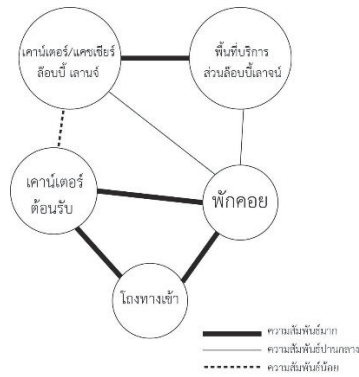 เคาน์เตอร์/แคชเชียร์
ล๊อบบี้ เลานจ์
พื้นที่บริการ
ส่วนล๊อบบี้เลาจน์
เคาน์เตอร์
ต้อนรับ
พักคอย
โถงทางเข้า
ความสัมพันธ์มาก
ความสัมพันธ์ปานกลาง
ความสัมพันธ์น้อย